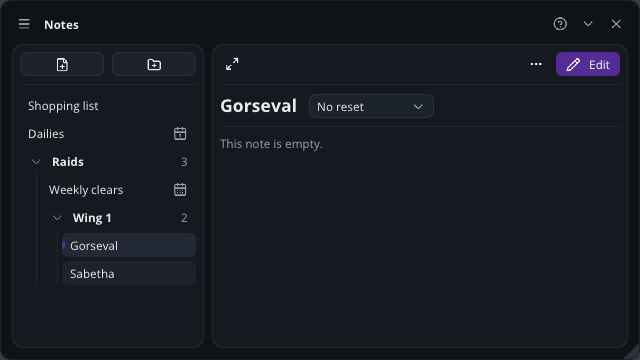 Notes
Edit
Shopping list
Gorseval
No reset
Dailies
1
This note is empty.
Raids
3
Weekly clears
Wing 1
2
Gorseval
Sabetha